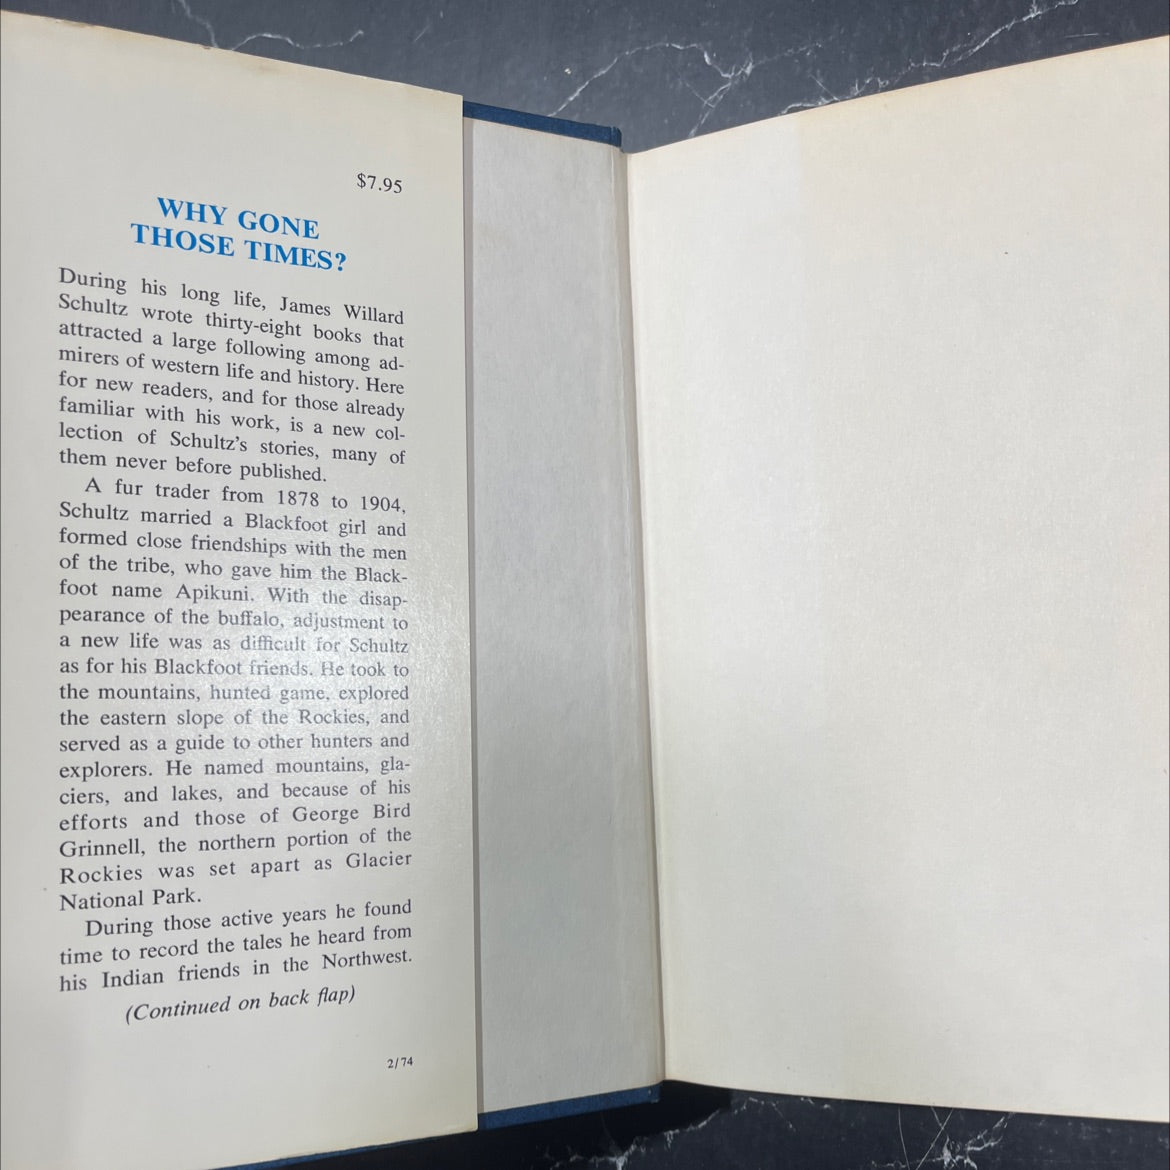 $7.95
WHY GONE
THOSE TIMES?
During his long life, James Willard
Schultz wrote thirty-eight books that
attracted a large following among ad-
mirers of western life and history. Here
for new readers, and for those already
familiar with his work, is a new col-
lection of Schultz's stories, many of
them never before published.
A fur trader from 1878 to 1904,
Schultz married a Blackfoot girl and
formed close friendships with the men
of the tribe, who gave him the Black-
foot name Apikuni. With the disap-
pearance of the buffalo, adjustment to
a new life was as difficult for Schultz
as for his Blackfoot friends. He took to
the mountains, hunted game, explored
the eastern slope of the Rockies, and
served as a guide to other hunters and
explorers. He named mountains, gla-
ciers, and lakes, and because of his
efforts and those of George Bird
Grinnell, the northern portion of the
Rockies was set apart as Glacier
National Park.
During those active years he found
time to record the tales he heard from
his Indian friends in the Northwest.
(Continued on back flap)
2/74